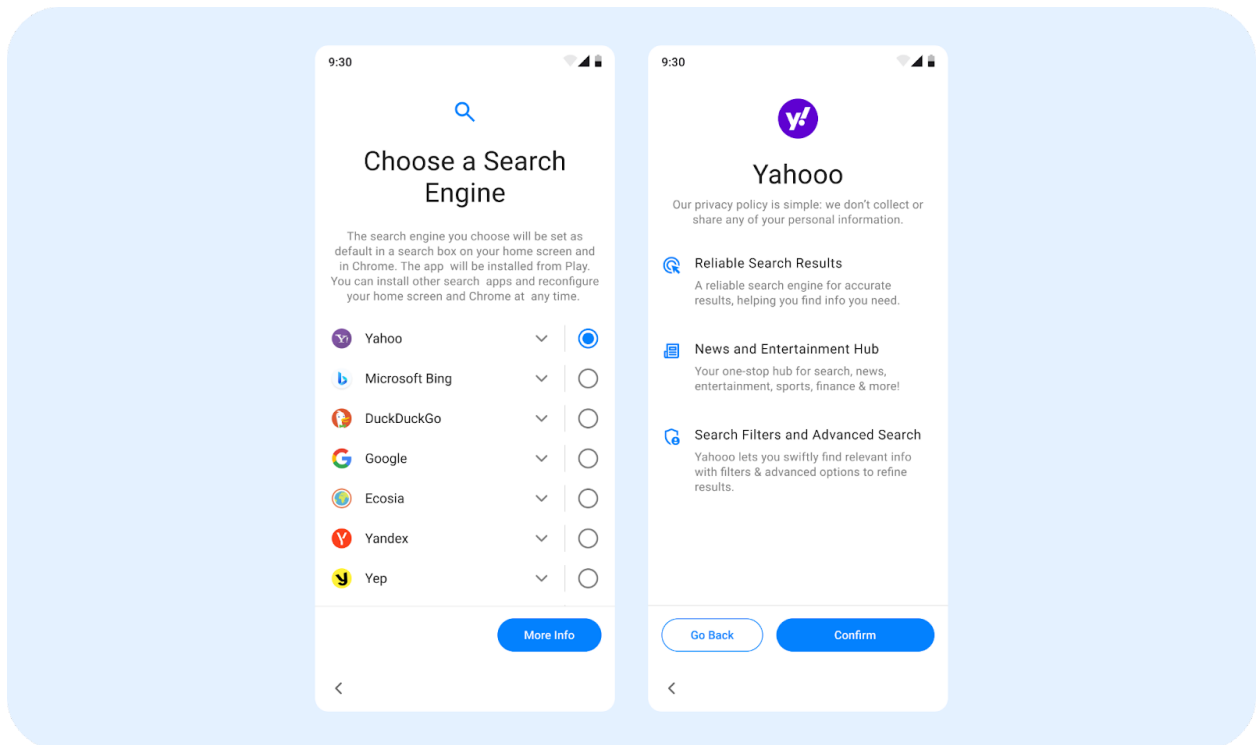 9:30
Choose a Search
Engine
The search engine you choose will be set as
default in a search box on your home screen and
in Chrome. The app will be installed from Play.
You can install other search apps and reconfigure
your home screen and Chrome at any time.
Yahoo
Microsoft Bing
DuckDuckGo
Google
Ecosia
Yandex
Yep
More Info
9:30
y!
Yahooo
Our privacy policy is simple: we don't collect or
share any of your personal information.
Reliable Search Results
A reliable search engine for accurate
results, helping you find info you need.
News and Entertainment Hub
Your one-stop hub for search, news,
entertainment, sports, finance & more!
Search Filters and Advanced Search
Yahooo lets you swiftly find relevant info
with filters & advanced options to refine
results.
Go Back
Confirm